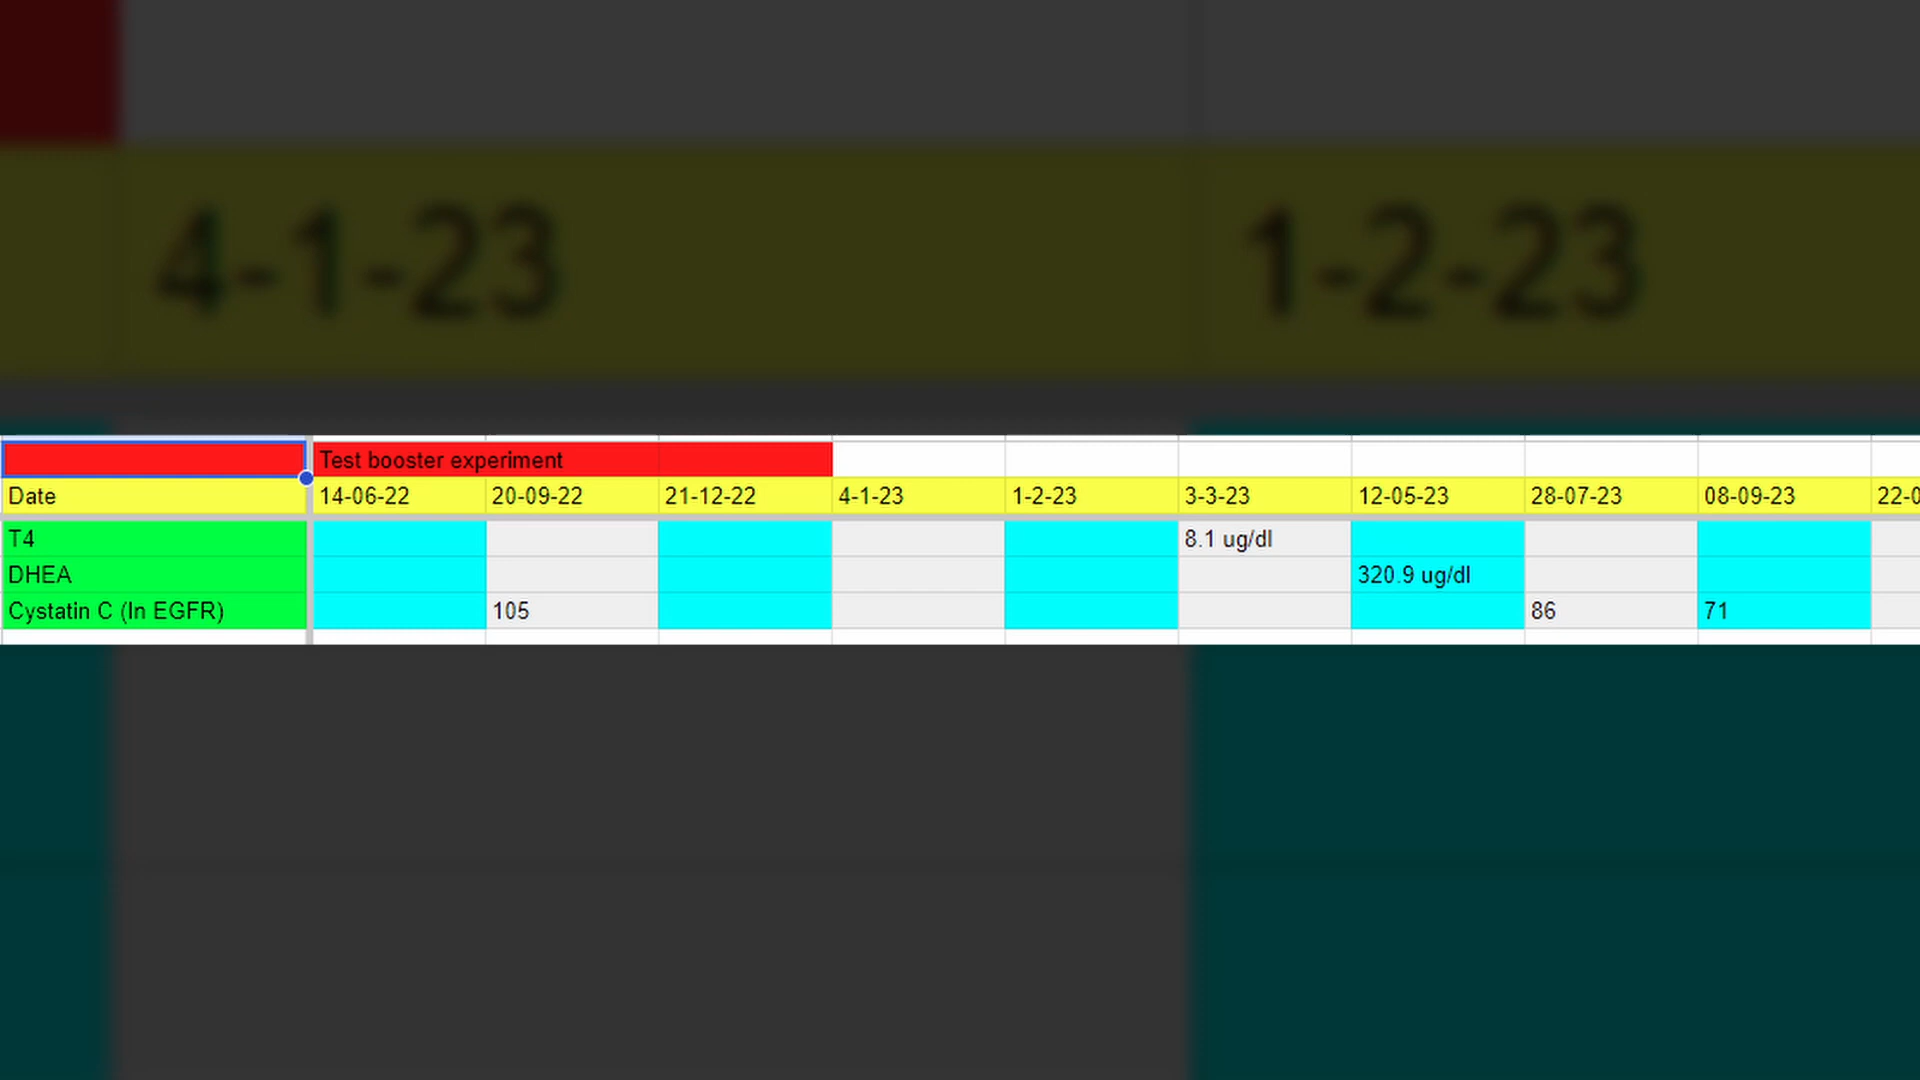 4-1-23 1-2-23
Test booster experiment
Date 14-06-22 20-09-22 21-12-22 4-1-23 1-2-23 3-3-23 12-05-23 28-07-23 08-09-23 22-0
T4 8.1 ug/dl
DHEA 320.9 ug/dl
Cystatin C (In EGFR) 105 86 71